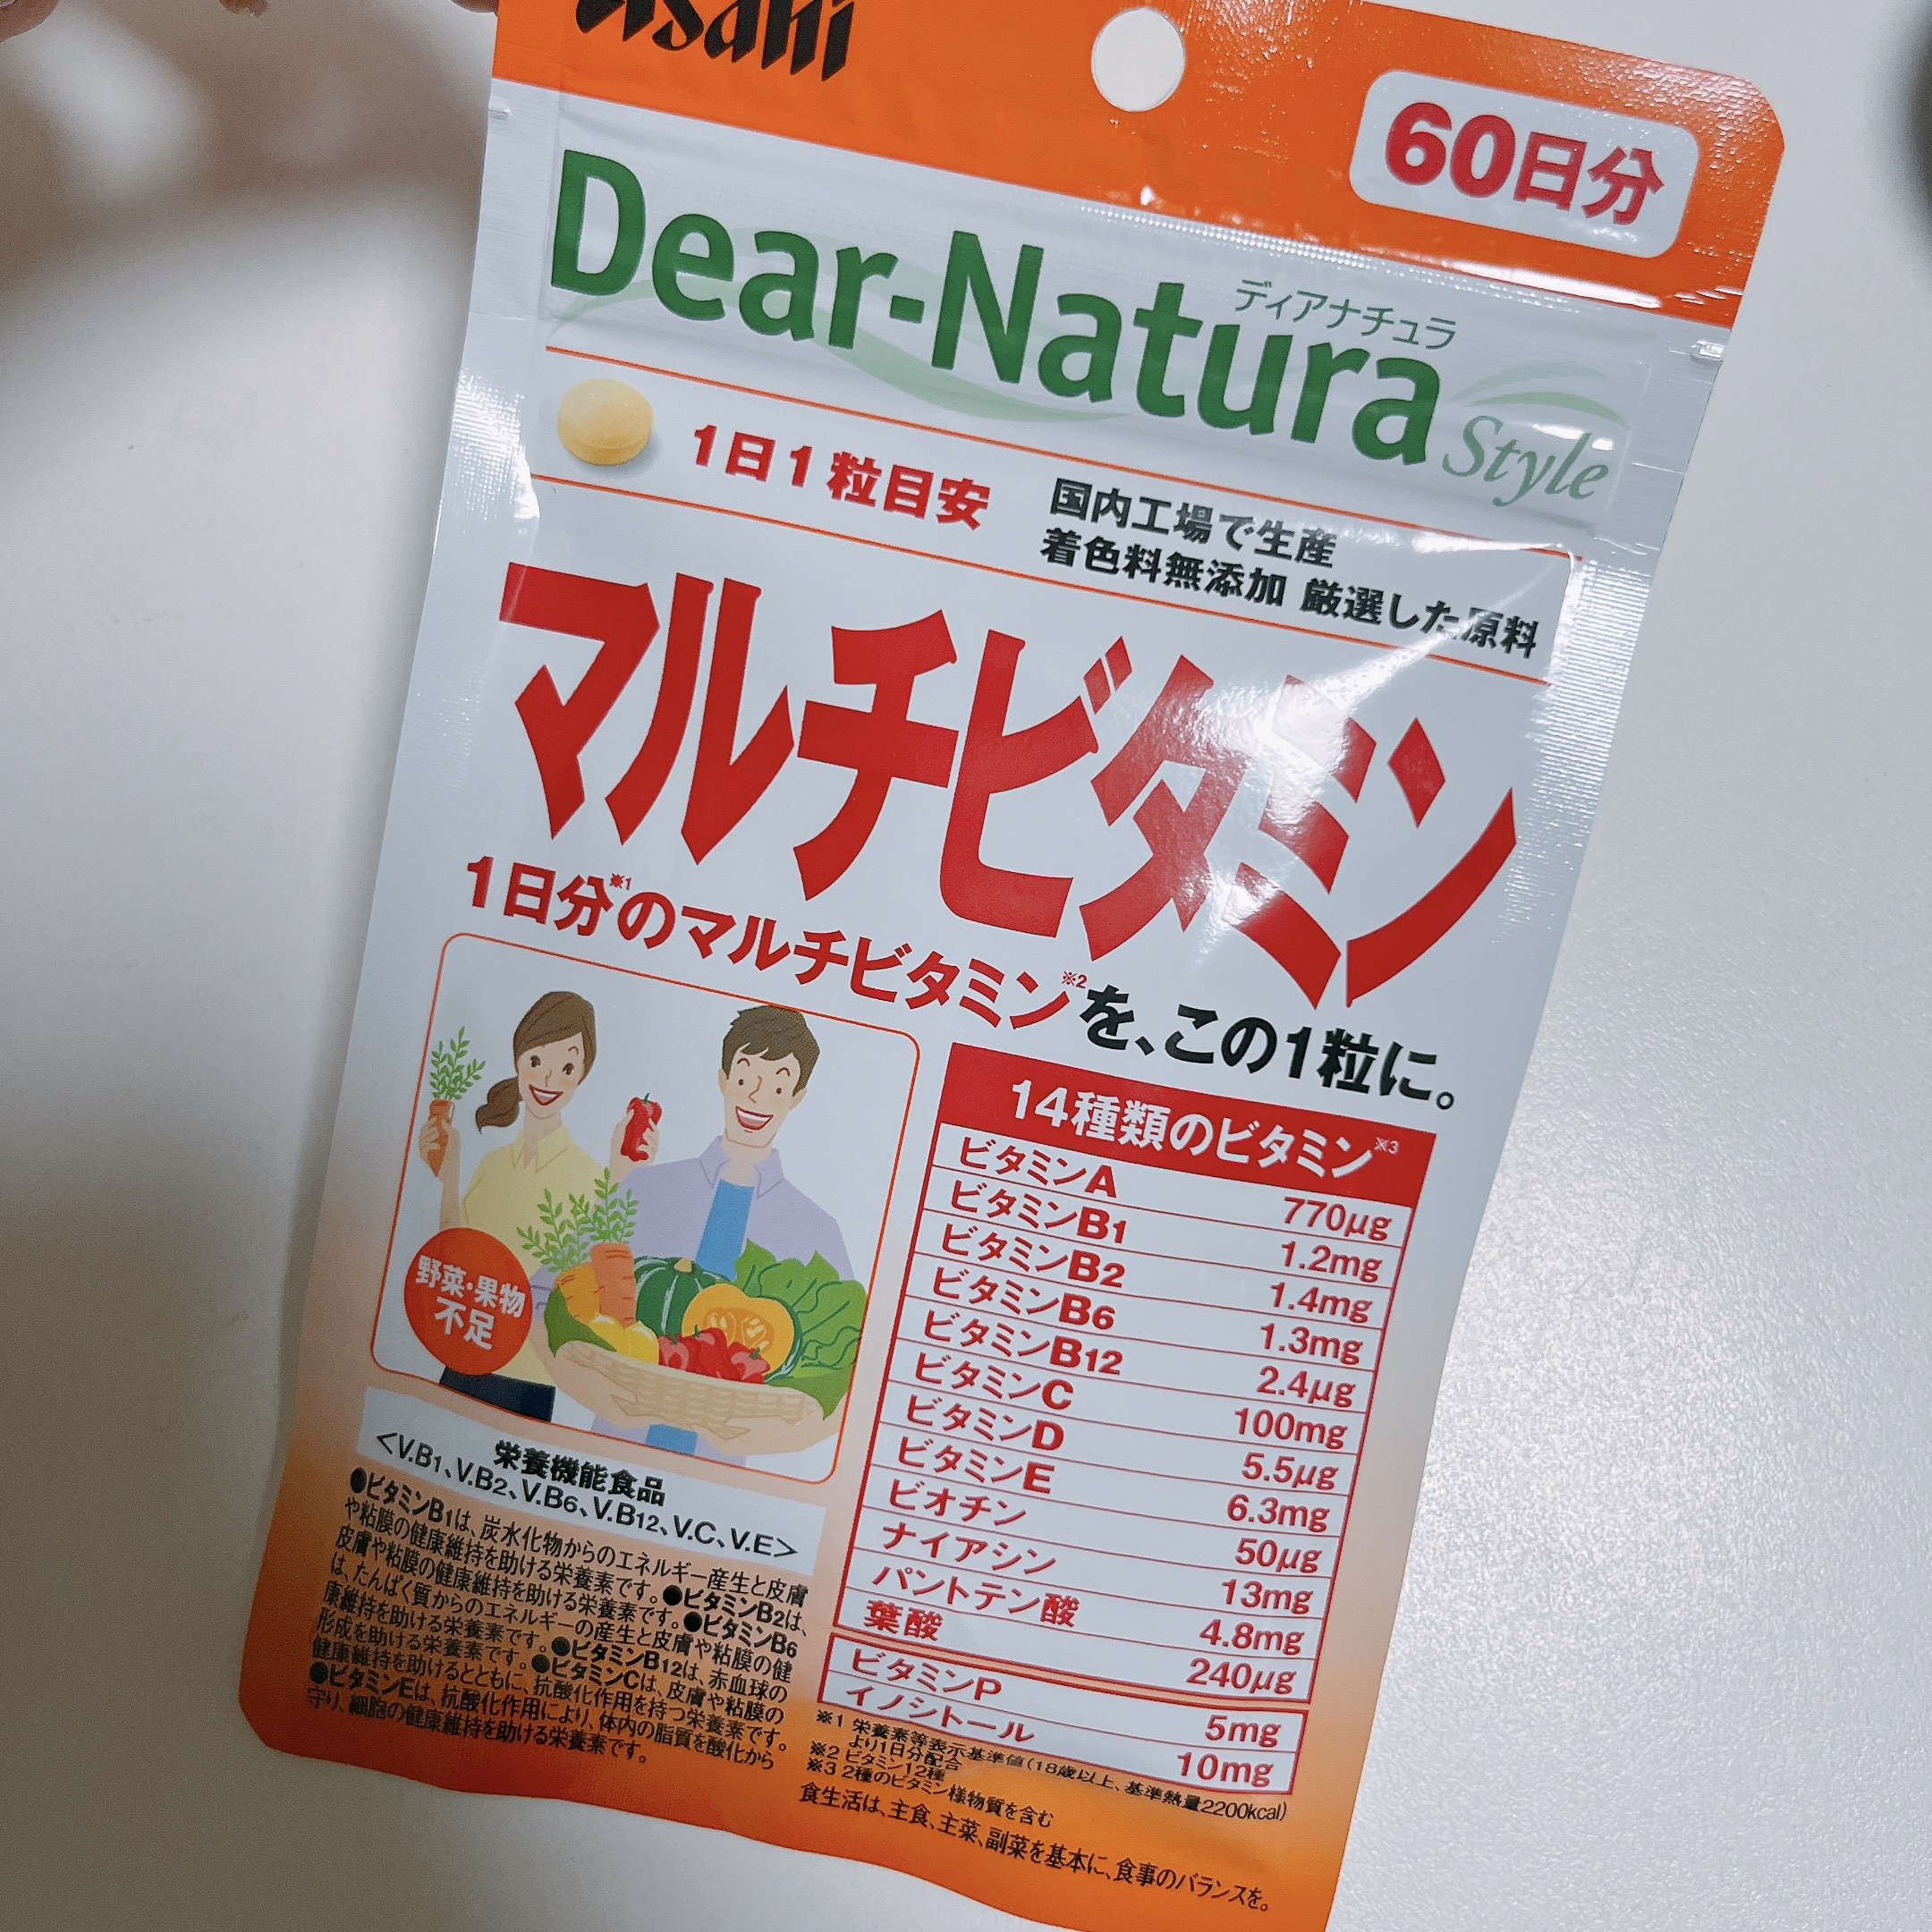 Asahi
60日分
Dear-Natura
ディアナチュラ
Style
1日1粒目安
国内工場で生産
着色料無添加 厳選した原料
マルチビタミン
1日分※1のマルチビタミン※2を、この1粒に。
野菜・果物
不足
14種類のビタミン※3
ビタミンA 770μg
ビタミンB1 1.2mg
ビタミンB2 1.4mg
ビタミンB6 1.3mg
ビタミンB12 2.4μg
ビタミンC 100mg
ビタミンD 5.5μg
ビタミンE 6.3mg
ビオチン 50μg
ナイアシン 13mg
パントテン酸 4.8mg
葉酸 240μg
ビタミンP 5mg
イノシトール 10mg
栄養機能食品
<V.B1、V.B2、V.B6、V.B12、V.C、V.E>
●ビタミンB1は、炭水化物からのエネルギー産生と皮膚
や粘膜の健康維持を助ける栄養素です。●ビタミンB2は、
皮膚や粘膜の健康維持を助ける栄養素です。●ビタミンB6
は、たんぱく質からのエネルギーの産生と皮膚や粘膜の健
康維持を助ける栄養素です。●ビタミンB12は、赤血球の
形成を助ける栄養素です。●ビタミンCは、皮膚や粘膜の
健康維持を助けるとともに、抗酸化作用を持つ栄養素です。
●ビタミンEは、抗酸化作用により、体内の脂質を酸化から
守り、細胞の健康維持を助ける栄養素です。
※1 栄養素等表示基準値(18歳以上、基準熱量2200kcal)
より1日分配合
※2 ビタミン12種
※3 2種のビタミン様物質を含む
食生活は、主食、主菜、副菜を基本に、食事のバランスを。